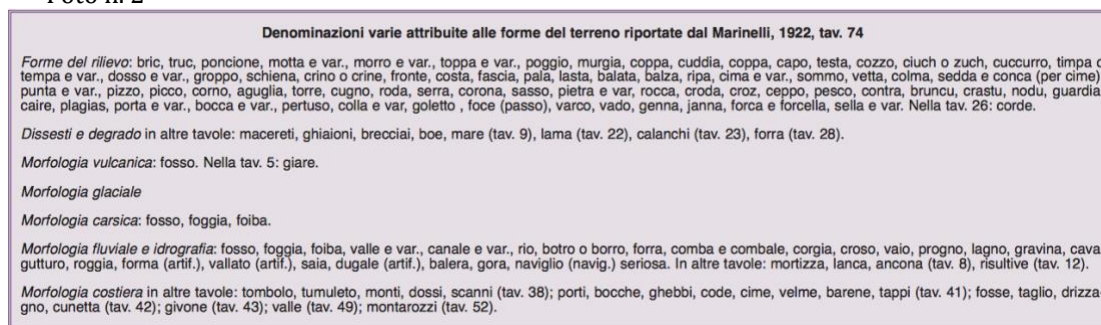 Denominazioni varie attribuite alle forme del terreno riportate dal Marinelli, 1922, tav. 74
Forme del rilievo: bric, truc, poncione, motta e var., morro e var., toppa e var., poggio, murgia, coppa, cuddia, coppa, capo, testa, cozzo, ciuch o zuch, cuccurro, timpa o
tempa e var., dosso e var., groppo, schiena, crino o crine, fronte, costa, fascia, pala, lasta, balata, balza, ripa, cima e var., sommo, vetta, colma, sedda e conca (per cime)
punta e var., pizzo, picco, corno, aguglia, torre, cugno, roda, serra, corona, sasso, pietra e var, rocca, croda, croz, ceppo, pesco, contra, bruncu, crastu, nodu, guardia
caire, plagias, porta e var., bocca e var., pertuso, colla e var, goletto , foce (passo), varco, vado, genna, janna, forca e forcella, sella e var. Nella tav. 26: corde.
Dissesti e degrado in altre tavole: macereti, ghiaioni, brecciai, boe, mare (tav. 9), lama (tav. 22), calanchi (tav. 23), forra (tav. 28).
Morfologia vulcanica: fosso. Nella tav. 5: giare.
Morfologia glaciale
Morfologia carsica: fosso, foggia, foiba.
Morfologia fluviale e idrografia: fosso, foggia, foiba, valle e var., canale e var., rio, botro o borro, forra, comba e combale, corgia, croso, vaio, progno, lagno, gravina, cava
gutturo, roggia, forma (artif.), vallato (artif.), saia, dugale (artif.), balera, gora, naviglio (navig.) seriosa. In altre tavole: mortizza, lanca, ancona (tav. 8), risultive (tav. 12).
Morfologia costiera in altre tavole: tombolo, tumuleto, monti, dossi, scanni (tav. 38); porti, bocche, ghebbi, code, cime, velme, barene, tappi (tav. 41); fosse, taglio, drizza-
gno, cunetta (tav. 42); givone (tav. 43); valle (tav. 49); montarozzi (tav. 52).